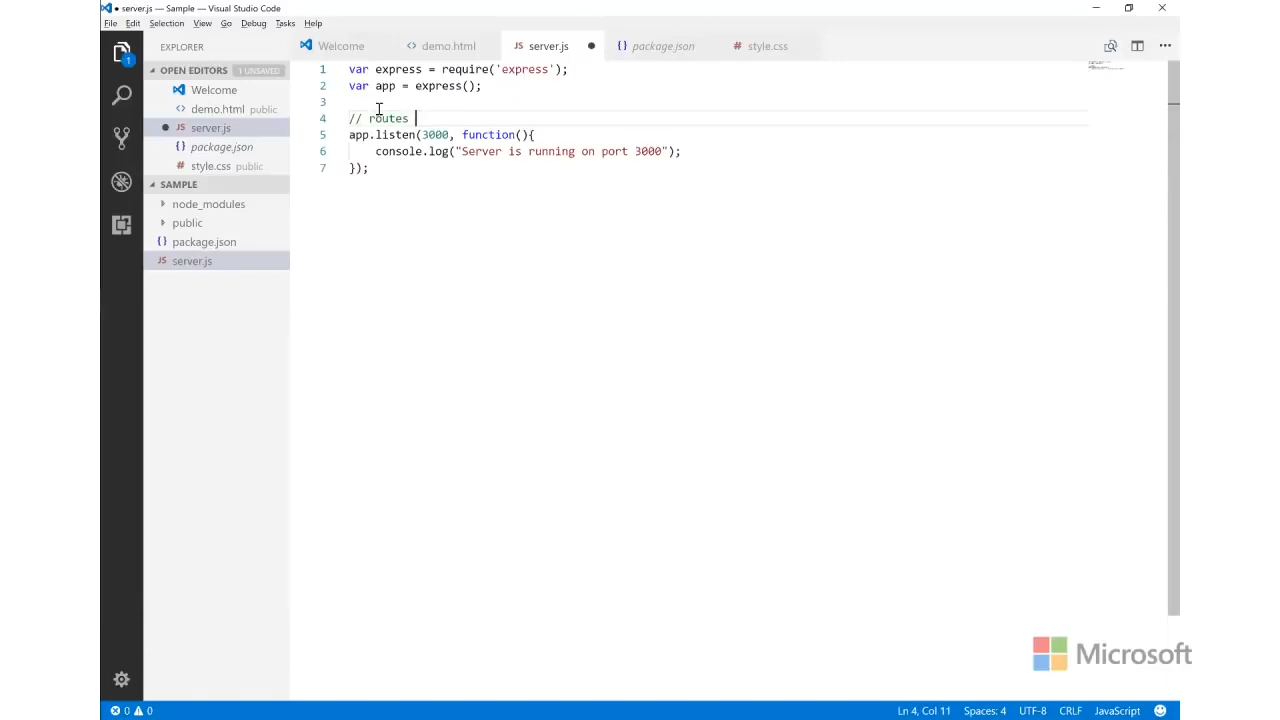 ● server.js — Sample — Visual Studio Code
File Edit Selection View Go Debug Tasks Help
EXPLORER
Welcome
<> demo.html
JS server.js ●
{} package.json
# style.css
1
OPEN EDITORS 1 UNSAVED
Welcome
<> demo.html public
● JS server.js
{} package.json
# style.css public
SAMPLE
node_modules
public
{} package.json
JS server.js
1 var express = require('express');
2 var app = express();
3
4 // routes
5 app.listen(3000, function(){
6 console.log("Server is running on port 3000");
7 });
Microsoft
0 0 Ln 4, Col 11 Spaces: 4 UTF-8 CRLF JavaScript